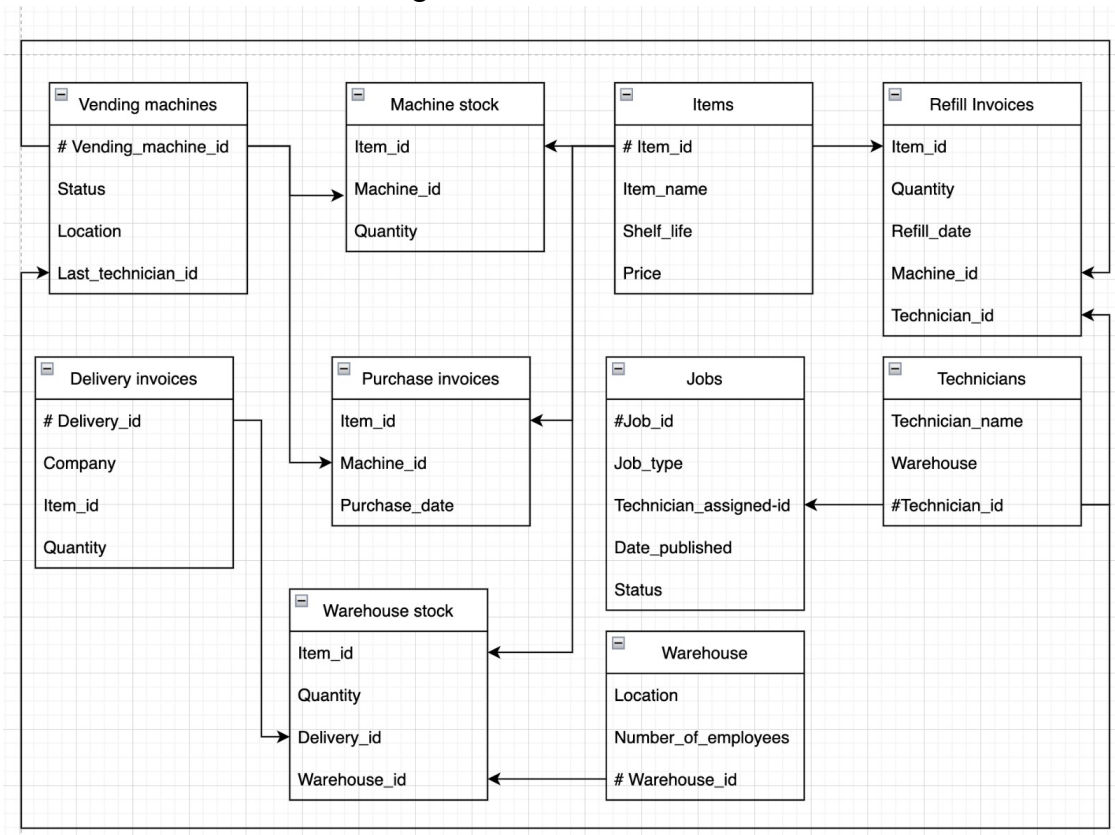 Vending machines
# Vending_machine_id
Status
Location
Last_technician_id
Machine stock
Item_id
Machine_id
Quantity
Items
# Item_id
Item_name
Shelf_life
Price
Refill Invoices
Item_id
Quantity
Refill_date
Machine_id
Technician_id
Delivery invoices
# Delivery_id
Company
Item_id
Quantity
Purchase invoices
Item_id
Machine_id
Purchase_date
Jobs
#Job_id
Job_type
Technician_assigned-id
Date_published
Status
Technicians
Technician_name
Warehouse
#Technician_id
Warehouse stock
Item_id
Quantity
Delivery_id
Warehouse_id
Warehouse
Location
Number_of_employees
# Warehouse_id